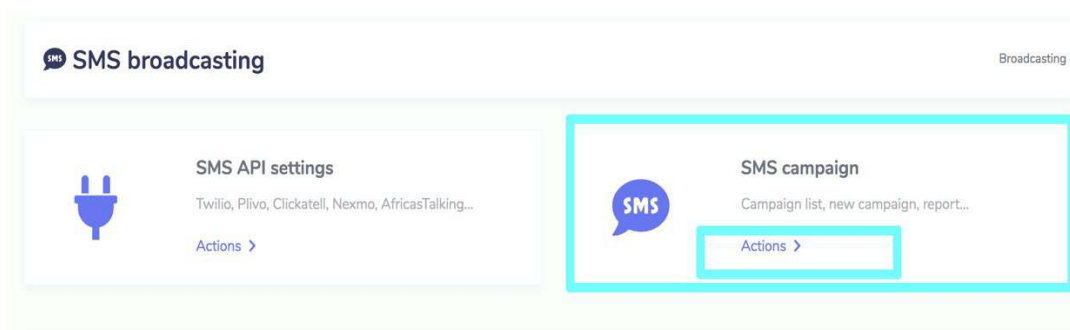 SMS SMS broadcasting
Broadcasting
SMS API settings
Twilio, Plivo, Clickatell, Nexmo, AfricasTalking...
Actions >
SMS
SMS campaign
Campaign list, new campaign, report...
Actions >